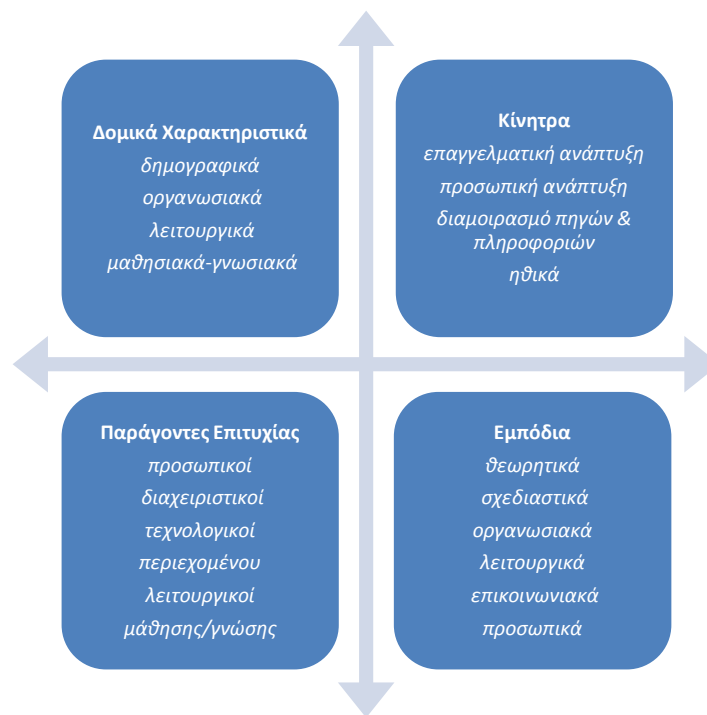 Δομικά Χαρακτηριστικά
δημογραφικά
οργανωσιακά
λειτουργικά
μαθησιακά-γνωσιακά
Κίνητρα
επαγγελματική ανάπτυξη
προσωπική ανάπτυξη
διαμοιρασμό πηγών &
πληροφοριών
ηθικά
Παράγοντες Επιτυχίας
προσωπικοί
διαχειριστικοί
τεχνολογικοί
περιεχομένου
λειτουργικοί
μάθησης/γνώσης
Εμπόδια
θεωρητικά
σχεδιαστικά
οργανωσιακά
λειτουργικά
επικοινωνιακά
προσωπικά